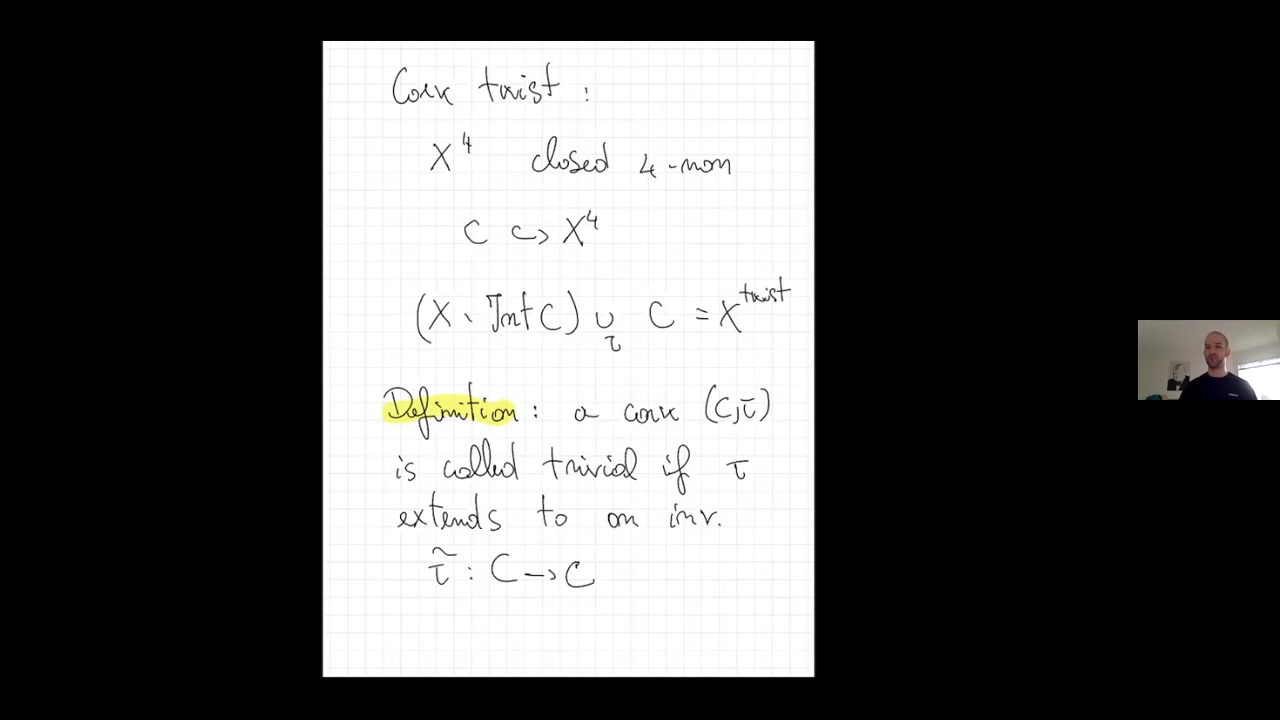 Cork twist :
X⁴ closed 4-man
C ↪ X⁴
(X \ Int C) ∪_τ C = X^twist
Definition : a cork (C,τ)
is called trivial if τ
extends to an inv.
τ̃ : C → C